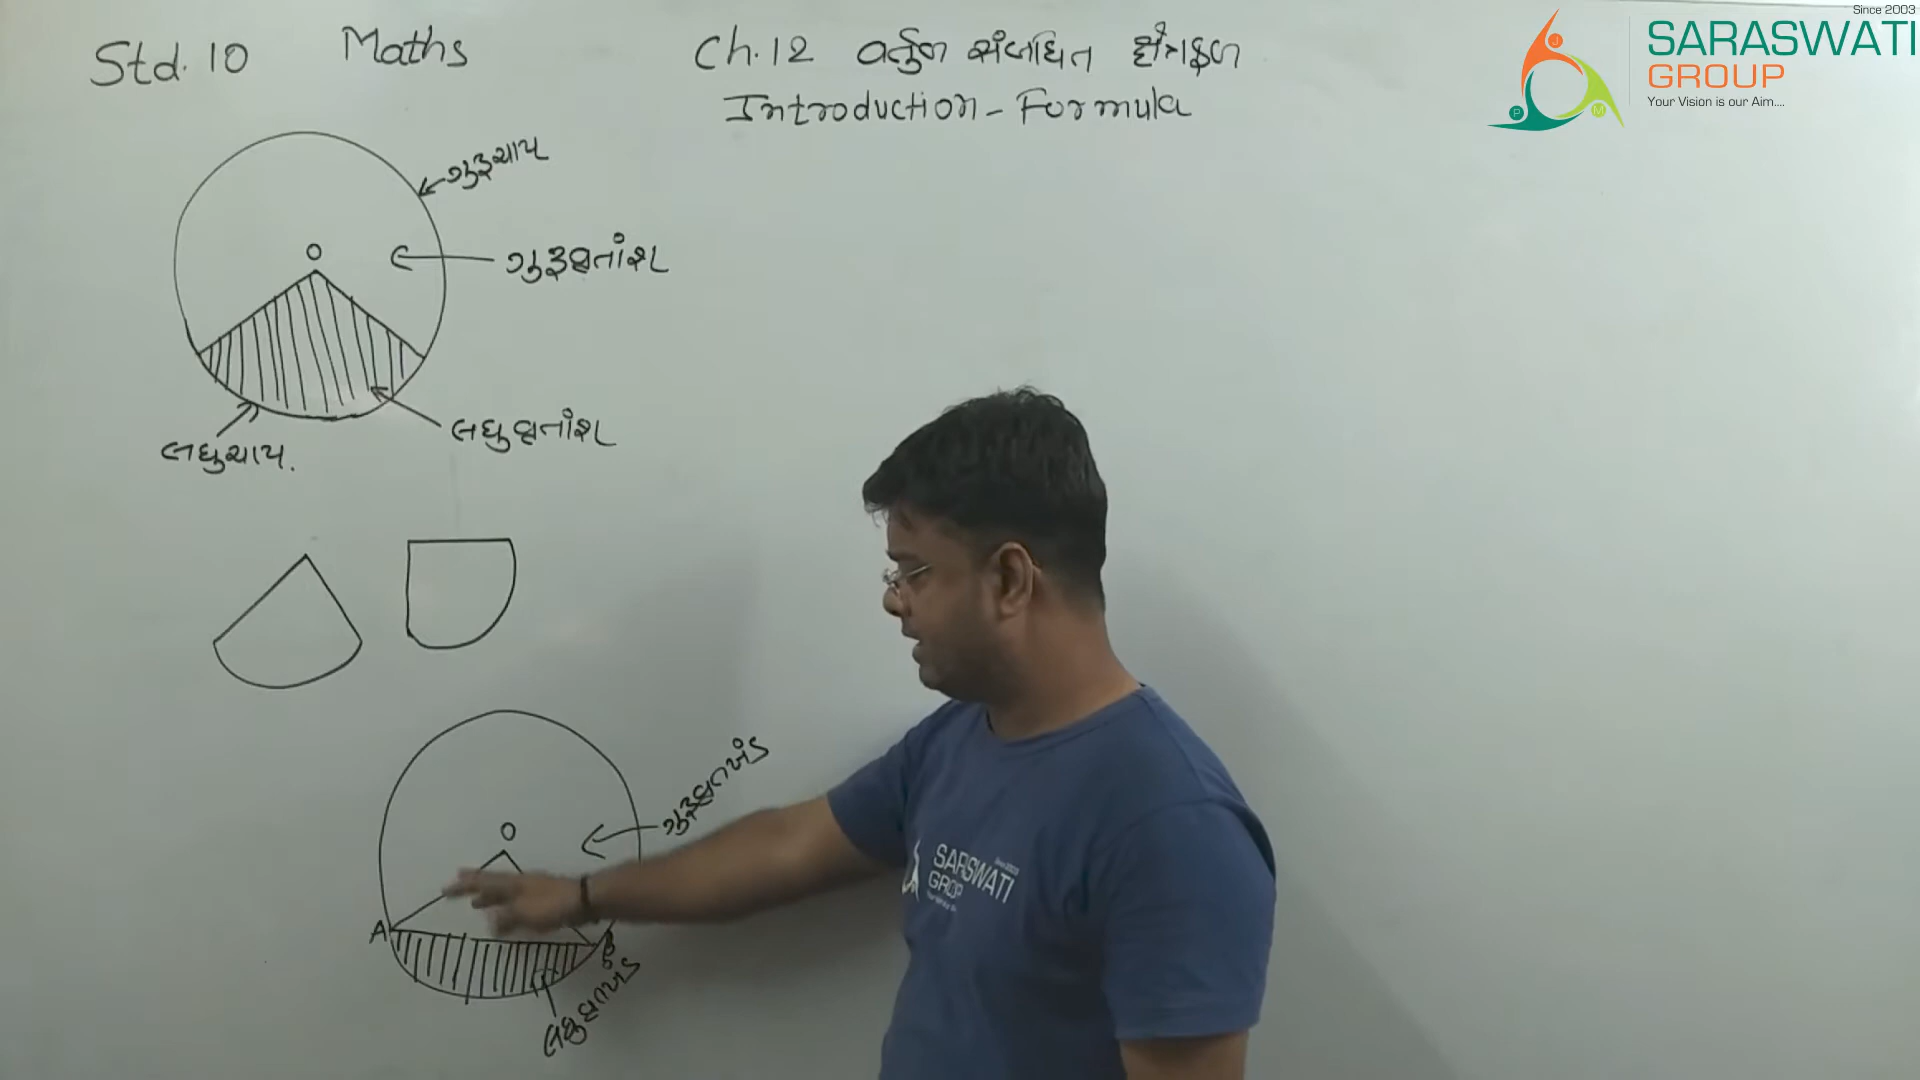 Std. 10 Maths Ch. 12 વર્તુળ સંબંધિત ક્ષેત્રફળ
Introduction - Formula
Since 2003
SARASWATI
GROUP
Your Vision is our Aim....
J
P
M
ગુરુચાપ
O
ગુરુવૃતાંશ
લઘુવૃતાંશ
લઘુચાપ.
ગુરુવૃતખંડ
O
A
B
લઘુવૃતખંડ
SARASWATI
GROUP